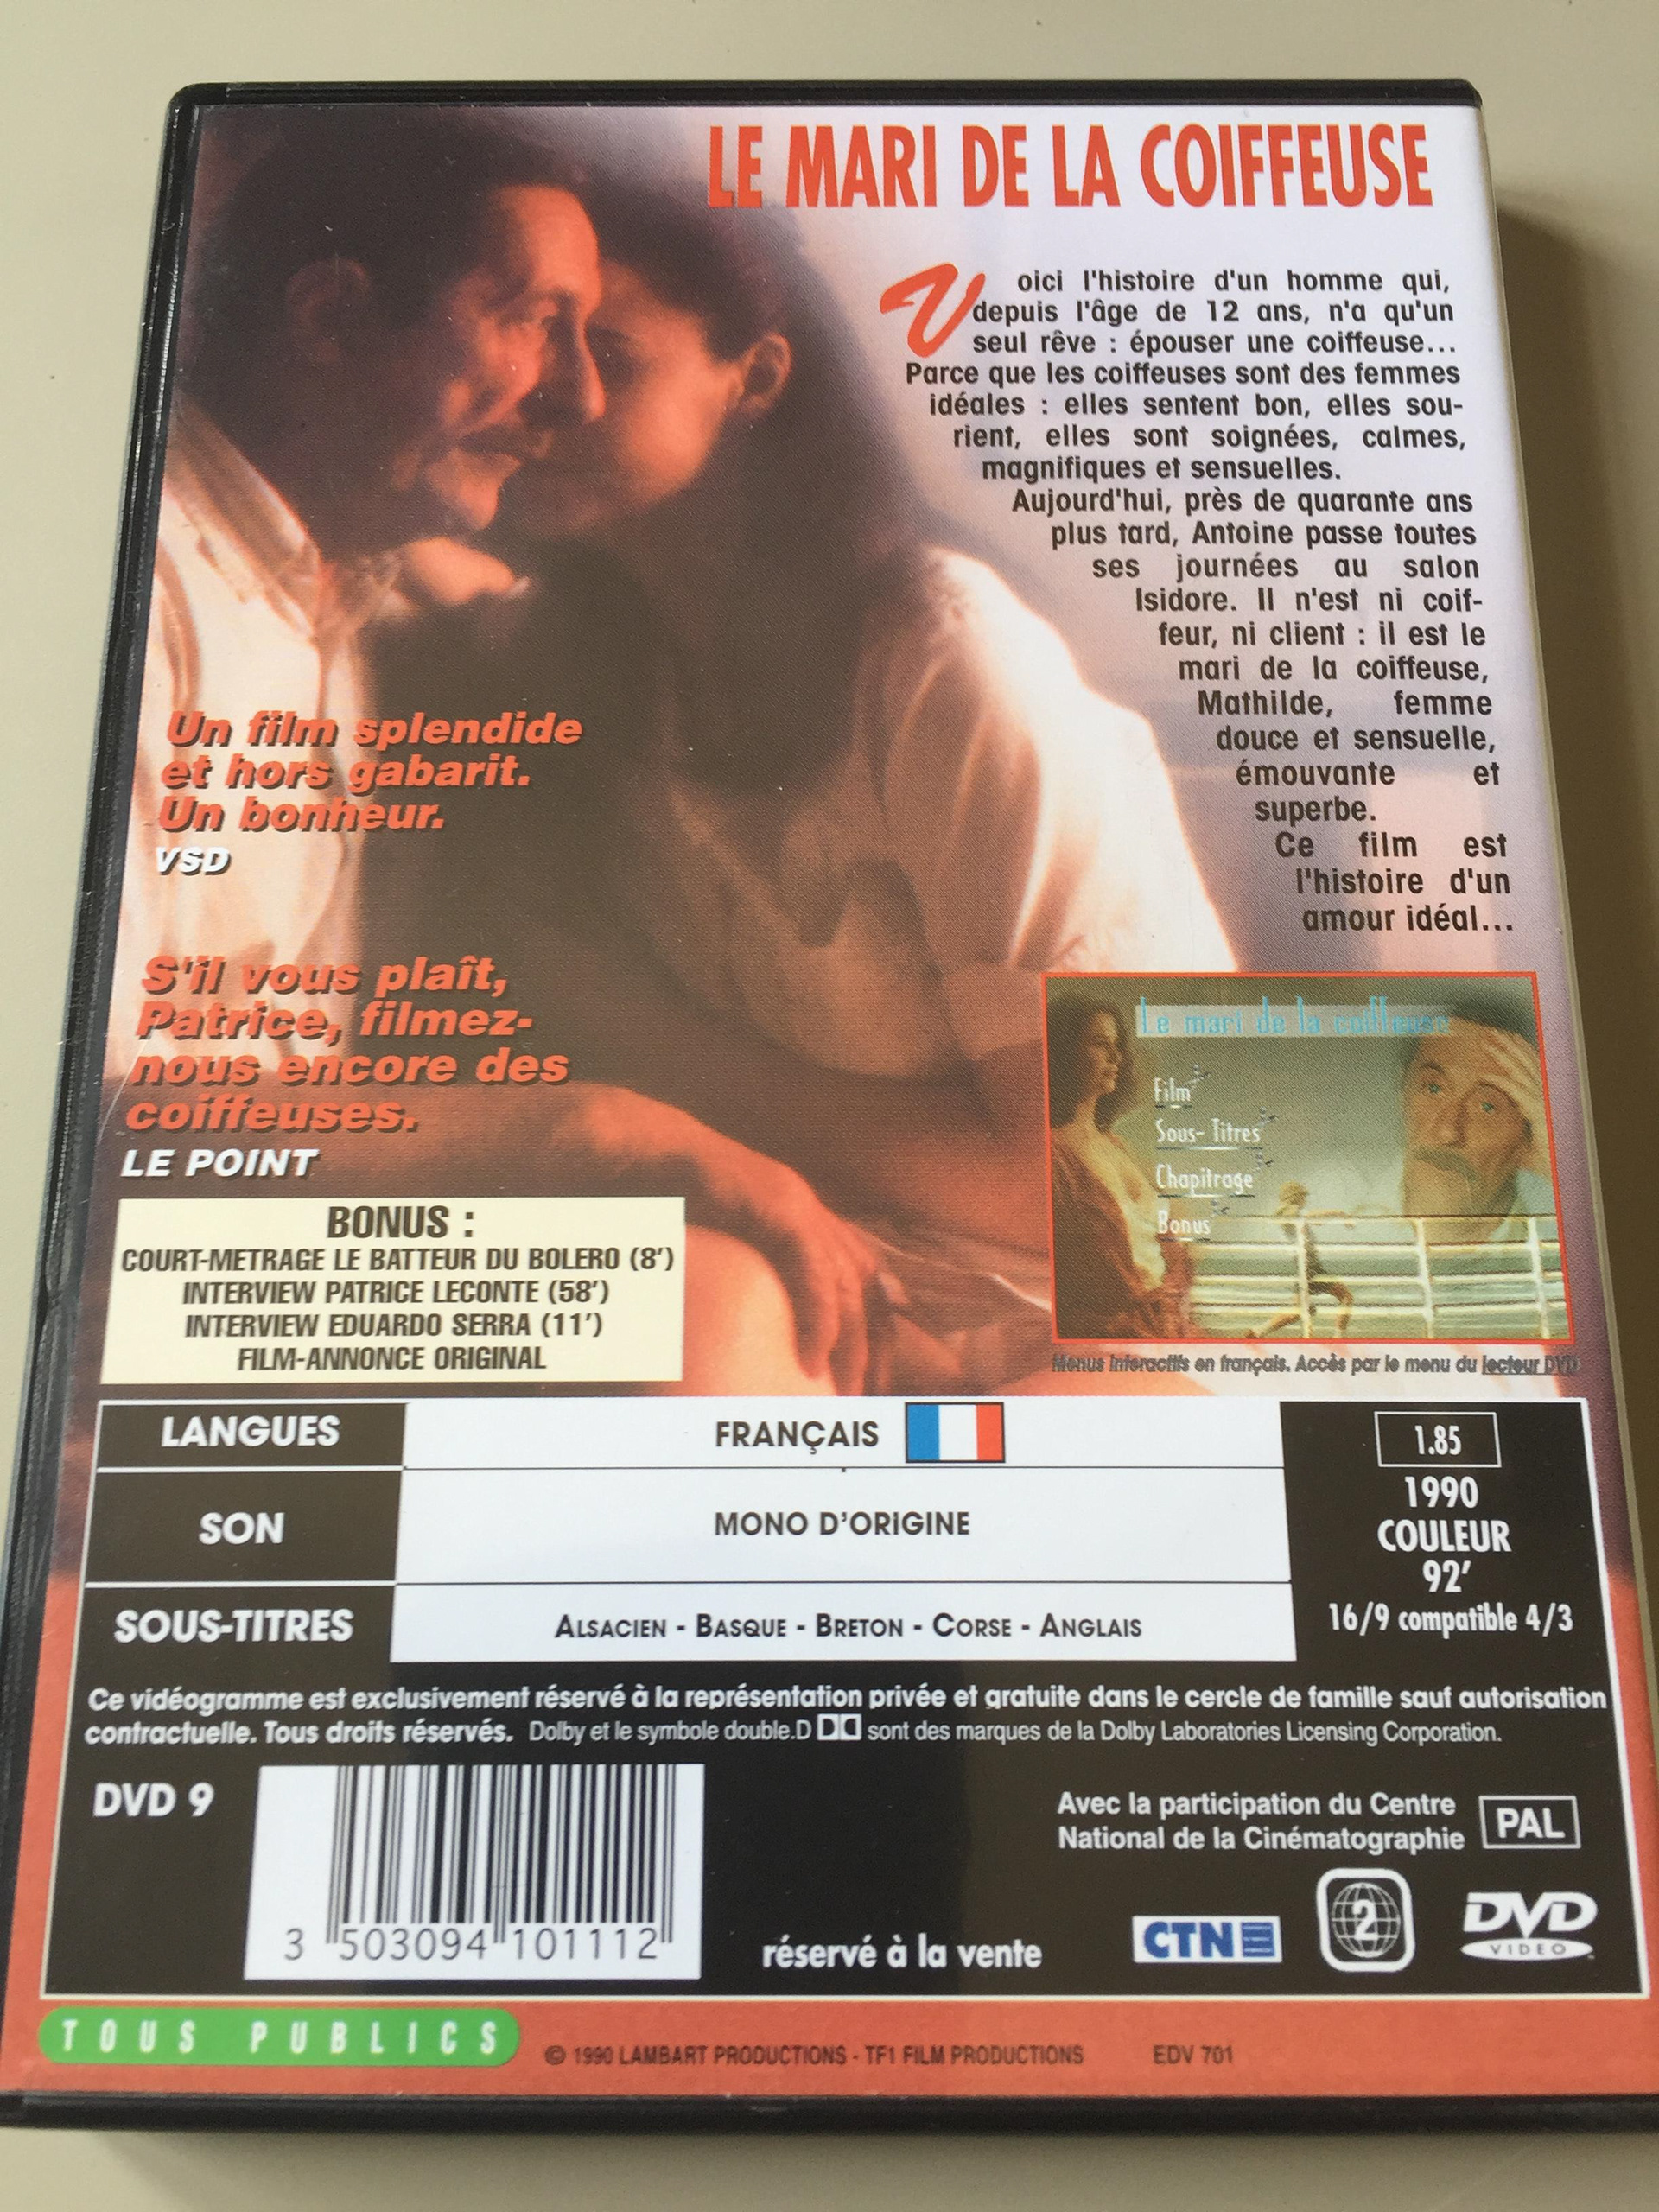 LE MARI DE LA COIFFEUSE
Voici l'histoire d'un homme qui,
depuis l'âge de 12 ans, n'a qu'un
seul rêve : épouser une coiffeuse...
Parce que les coiffeuses sont des femmes
idéales : elles sentent bon, elles sou-
rient, elles sont soignées, calmes,
magnifiques et sensuelles.
Aujourd'hui, près de quarante ans
plus tard, Antoine passe toutes
ses journées au salon
Isidore. Il n'est ni coif-
feur, ni client : il est le
mari de la coiffeuse,
Mathilde, femme
douce et sensuelle,
émouvante et
superbe.
Ce film est
l'histoire d'un
amour idéal...
Un film splendide
et hors gabarit.
Un bonheur.
VSD
S'il vous plaît,
Patrice, filmez-
nous encore des
coiffeuses.
LE POINT
Le mari de la coiffeuse
Film
Sous-Titres
Chapitrage
Bonus
Menus Interactifs en français. Accès par le menu du lecteur DVD
BONUS :
COURT-METRAGE LE BATTEUR DU BOLERO (8')
INTERVIEW PATRICE LECONTE (58')
INTERVIEW EDUARDO SERRA (11')
FILM-ANNONCE ORIGINAL
LANGUES
FRANÇAIS
SON
MONO D'ORIGINE
SOUS-TITRES
ALSACIEN - BASQUE - BRETON - CORSE - ANGLAIS
1.85
1990
COULEUR
92'
16/9 compatible 4/3
Ce vidéogramme est exclusivement réservé à la représentation privée et gratuite dans le cercle de famille sauf autorisation
contractuelle. Tous droits réservés. Dolby et le symbole double.D sont des marques de la Dolby Laboratories Licensing Corporation.
DVD 9
3 503094 101112
réservé à la vente
Avec la participation du Centre
National de la Cinématographie
PAL
CTN
2
DVD
VIDEO
TOUS PUBLICS
© 1990 LAMBART PRODUCTIONS - TF1 FILM PRODUCTIONS
EDV 701